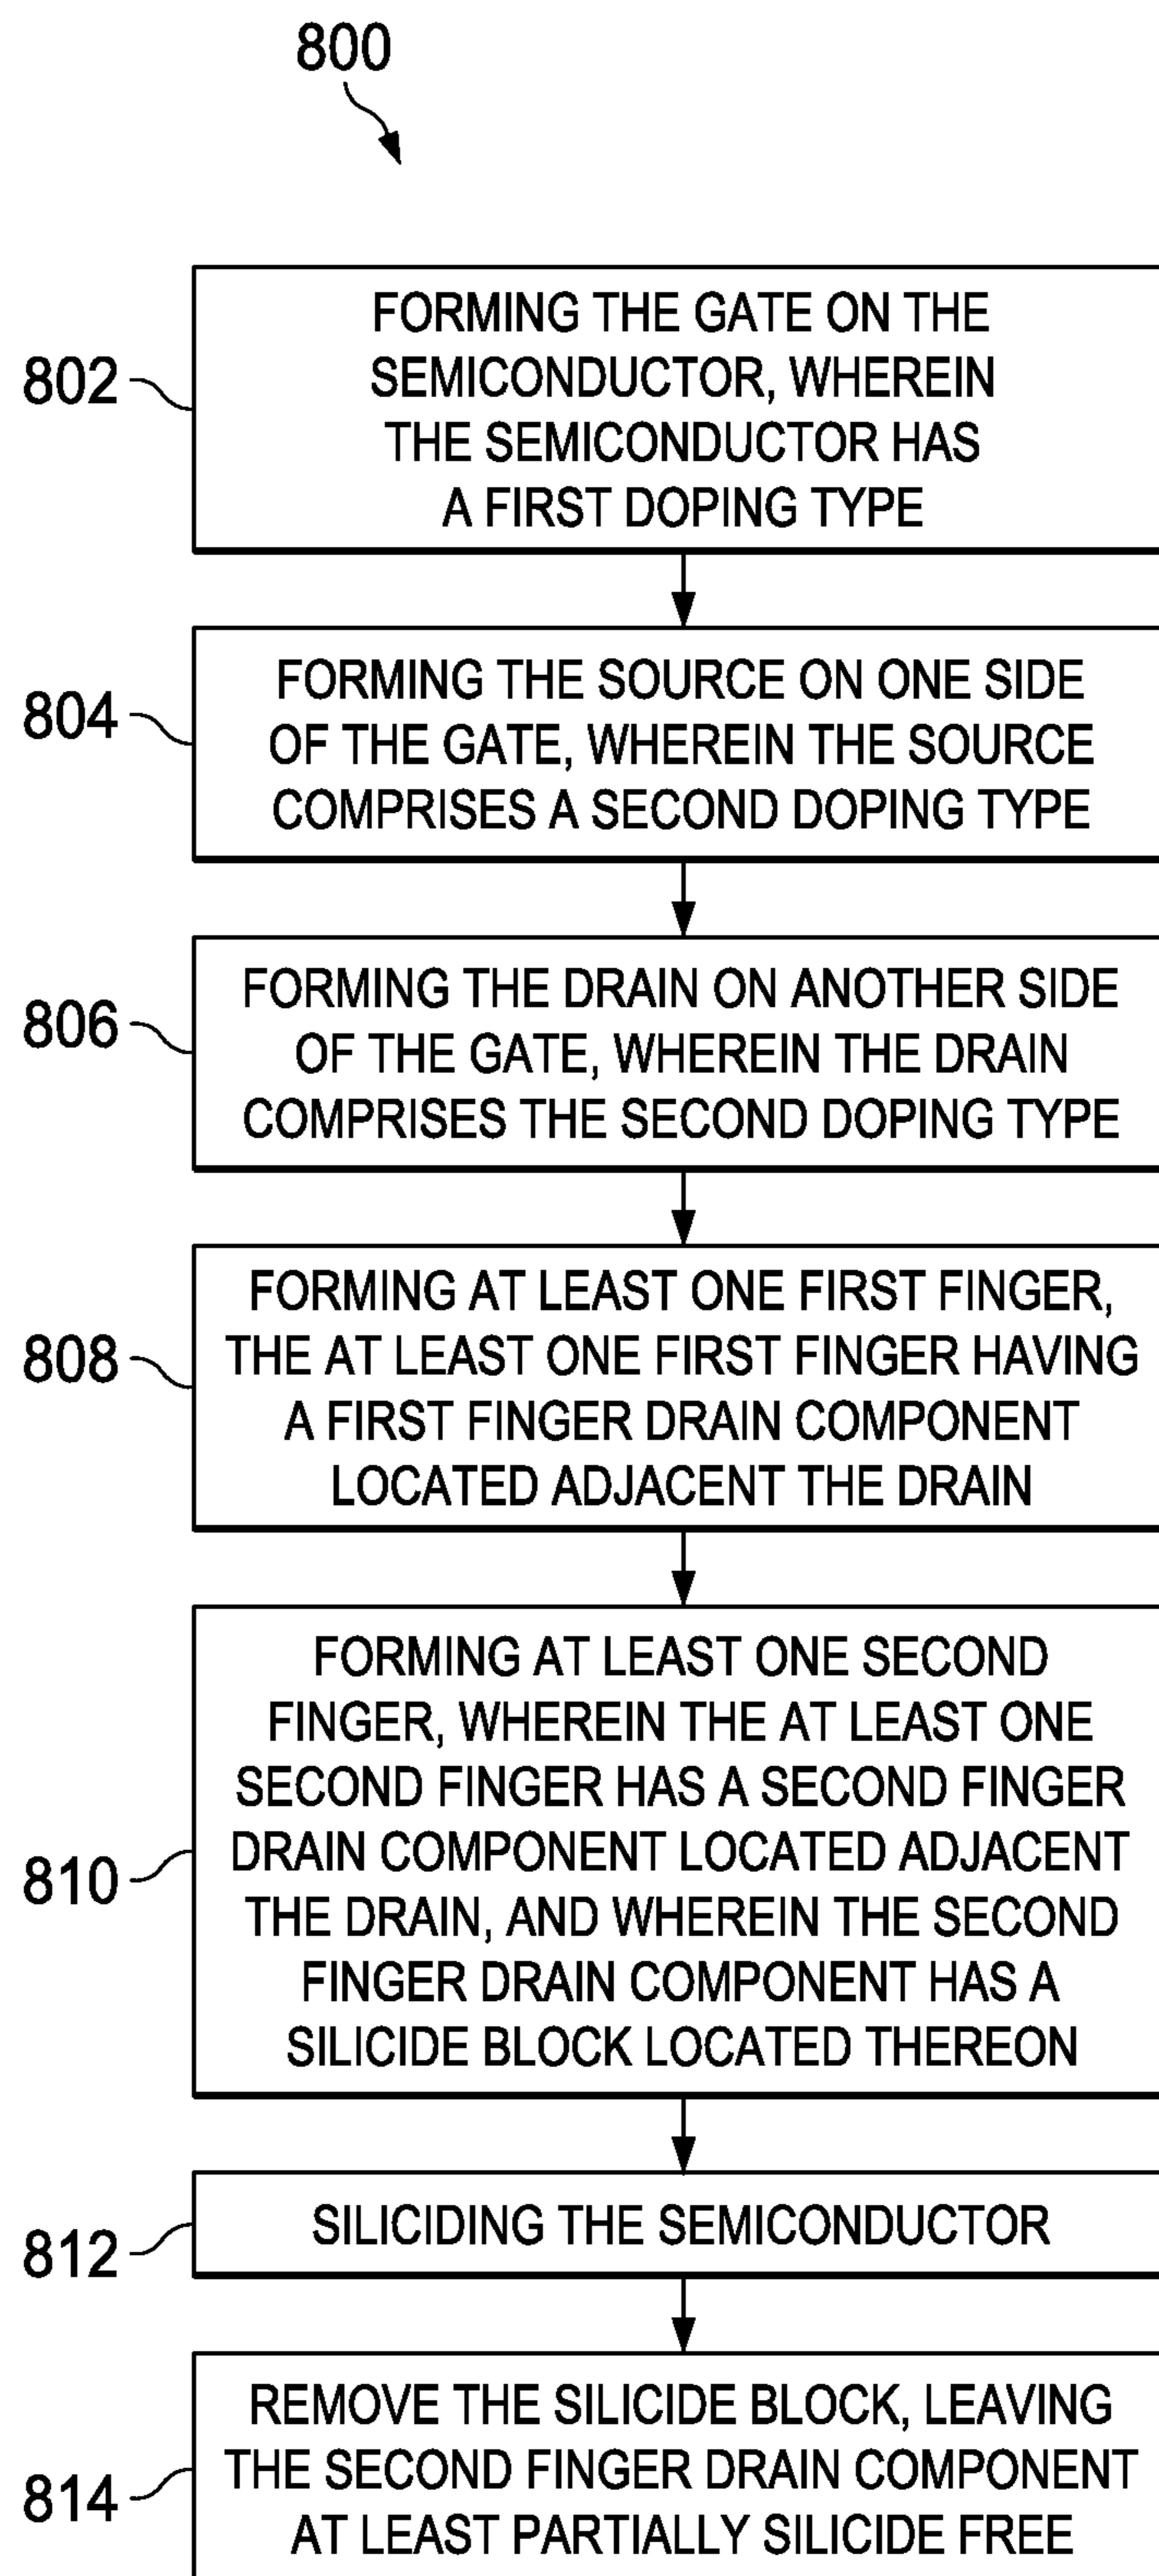 800
802
FORMING THE GATE ON THE
SEMICONDUCTOR, WHEREIN
THE SEMICONDUCTOR HAS
A FIRST DOPING TYPE
804
FORMING THE SOURCE ON ONE SIDE
OF THE GATE, WHEREIN THE SOURCE
COMPRISES A SECOND DOPING TYPE
806
FORMING THE DRAIN ON ANOTHER SIDE
OF THE GATE, WHEREIN THE DRAIN
COMPRISES THE SECOND DOPING TYPE
808
FORMING AT LEAST ONE FIRST FINGER,
THE AT LEAST ONE FIRST FINGER HAVING
A FIRST FINGER DRAIN COMPONENT
LOCATED ADJACENT THE DRAIN
810
FORMING AT LEAST ONE SECOND
FINGER, WHEREIN THE AT LEAST ONE
SECOND FINGER HAS A SECOND FINGER
DRAIN COMPONENT LOCATED ADJACENT
THE DRAIN, AND WHEREIN THE SECOND
FINGER DRAIN COMPONENT HAS A
SILICIDE BLOCK LOCATED THEREON
812
SILICIDING THE SEMICONDUCTOR
814
REMOVE THE SILICIDE BLOCK, LEAVING
THE SECOND FINGER DRAIN COMPONENT
AT LEAST PARTIALLY SILICIDE FREE